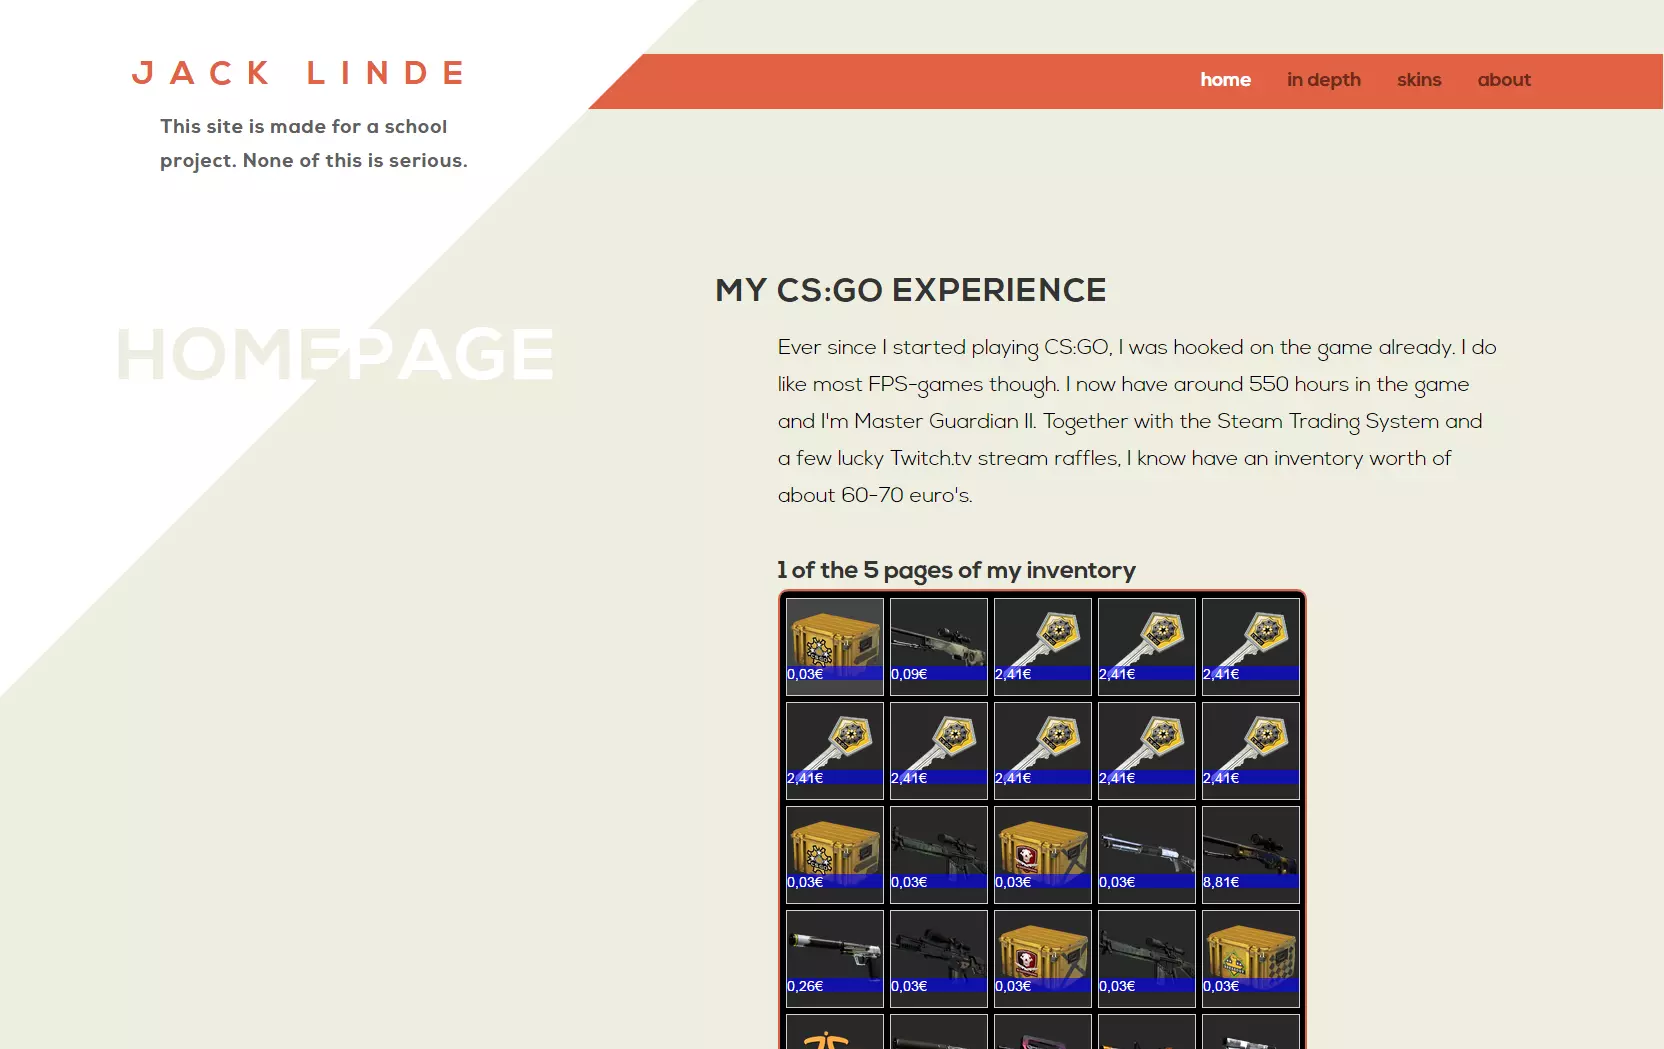 JACK LINDE
This site is made for a school
project. None of this is serious.
home in depth skins about
HOMEPAGE
MY CS:GO EXPERIENCE
Ever since I started playing CS:GO, I was hooked on the game already. I do
like most FPS-games though. I now have around 550 hours in the game
and I'm Master Guardian II. Together with the Steam Trading System and
a few lucky Twitch.tv stream raffles, I know have an inventory worth of
about 60-70 euro's.
1 of the 5 pages of my inventory
0,03€ 0,09€ 2,41€ 2,41€ 2,41€
2,41€ 2,41€ 2,41€ 2,41€ 2,41€
0,03€ 0,03€ 0,03€ 0,03€ 8,81€
0,26€ 0,03€ 0,03€ 0,03€ 0,03€